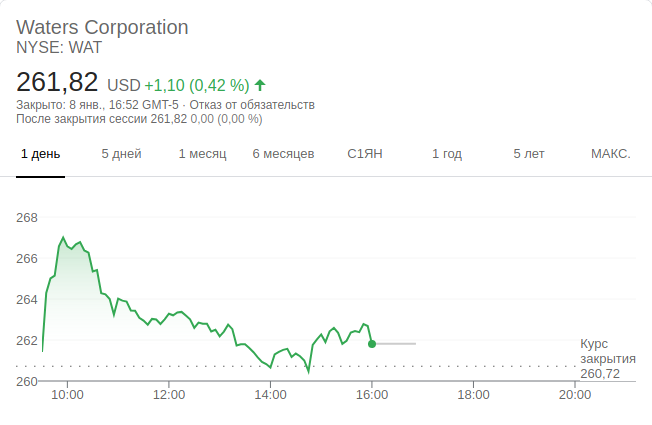 Waters Corporation
NYSE: WAT
261,82 USD +1,10 (0,42 %)
Закрыто: 8 янв., 16:52 GMT-5 · Отказ от обязательств
После закрытия сессии 261,82 0,00 (0,00 %)
1 день 5 дней 1 месяц 6 месяцев С1ЯН 1 год 5 лет МАКС.
268
266
264
262
260
Курс
закрытия
260,72
10:00 12:00 14:00 16:00 18:00 20:00